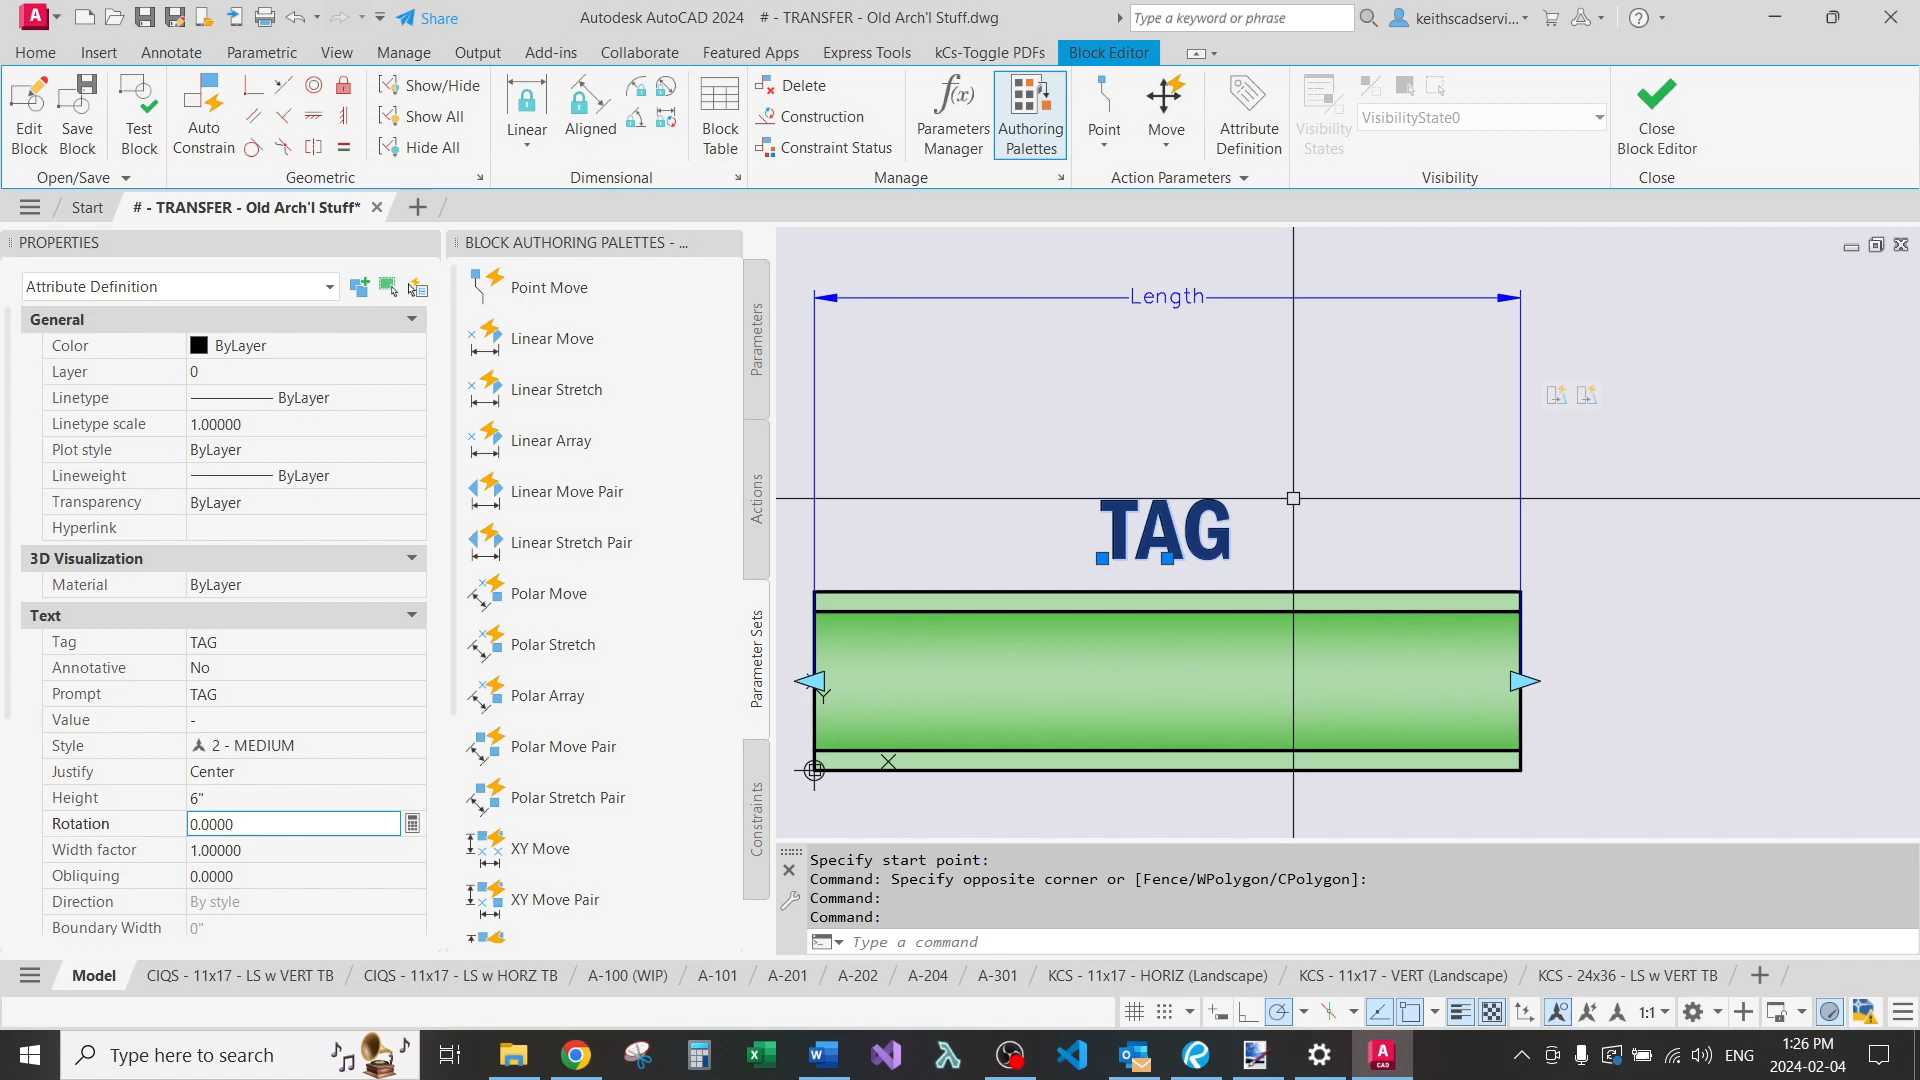 Share
Autodesk AutoCAD 2024   # - TRANSFER - Old Arch'l Stuff.dwg
Type a keyword or phrase
keithscadservi...
Home Insert Annotate Parametric View Manage Output Add-ins Collaborate Featured Apps Express Tools kCs-Toggle PDFs Block Editor
Edit Block
Save Block
Test Block
Auto Constrain
Show/Hide
Show All
Hide All
Linear
Aligned
Block Table
Delete
Construction
Constraint Status
Parameters Manager
Authoring Palettes
Point
Move
Attribute Definition
Visibility States
VisibilityState0
Close Block Editor
Open/Save Geometric Dimensional Manage Action Parameters Visibility Close
Start
# - TRANSFER - Old Arch'l Stuff*
PROPERTIES
Attribute Definition
General
Color ByLayer
Layer 0
Linetype ByLayer
Linetype scale 1.00000
Plot style ByLayer
Lineweight ByLayer
Transparency ByLayer
Hyperlink
3D Visualization
Material ByLayer
Text
Tag TAG
Annotative No
Prompt TAG
Value -
Style 2 - MEDIUM
Justify Center
Height 6"
Rotation 0.0000
Width factor 1.00000
Obliquing 0.0000
Direction By style
Boundary Width 0"
BLOCK AUTHORING PALETTES - ...
Point Move
Linear Move
Linear Stretch
Linear Array
Linear Move Pair
Linear Stretch Pair
Polar Move
Polar Stretch
Polar Array
Polar Move Pair
Polar Stretch Pair
XY Move
XY Move Pair
Parameters
Actions
Parameter Sets
Constraints
Length
TAG
Y
X
Specify start point:
Command: Specify opposite corner or [Fence/WPolygon/CPolygon]:
Command:
Command:
Type a command
Model CIQS - 11x17 - LS w VERT TB CIQS - 11x17 - LS w HORZ TB A-100 (WIP) A-101 A-201 A-202 A-204 A-301 KCS - 11x17 - HORIZ (Landscape) KCS - 11x17 - VERT (Landscape) KCS - 24x36 - LS w VERT TB
1:1
Type here to search
ENG
1:26 PM
2024-02-04